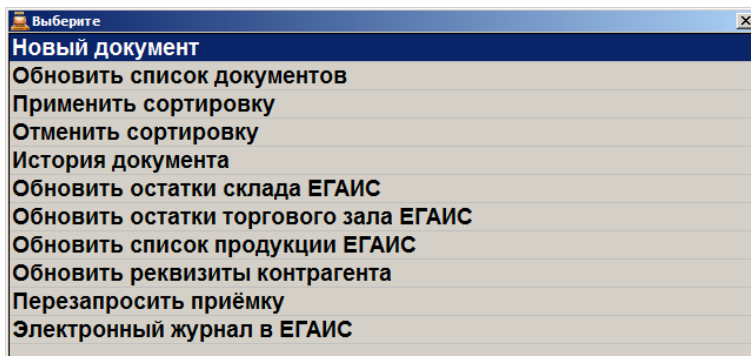 Выберите
Новый документ
Обновить список документов
Применить сортировку
Отменить сортировку
История документа
Обновить остатки склада ЕГАИС
Обновить остатки торгового зала ЕГАИС
Обновить список продукции ЕГАИС
Обновить реквизиты контрагента
Перезапросить приёмку
Электронный журнал в ЕГАИС